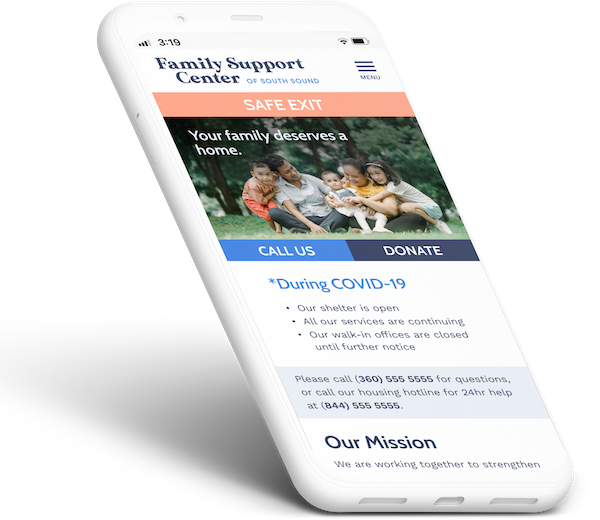 3:19
Family Support
Center OF SOUTH SOUND
MENU
SAFE EXIT
Your family deserves a
home.
CALL US
DONATE
*During COVID-19
• Our shelter is open
• All our services are continuing
• Our walk-in offices are closed
until further notice
Please call (360) 555 5555 for questions,
or call our housing hotline for 24hr help
at (844) 555 5555.
Our Mission
We are working together to strengthen